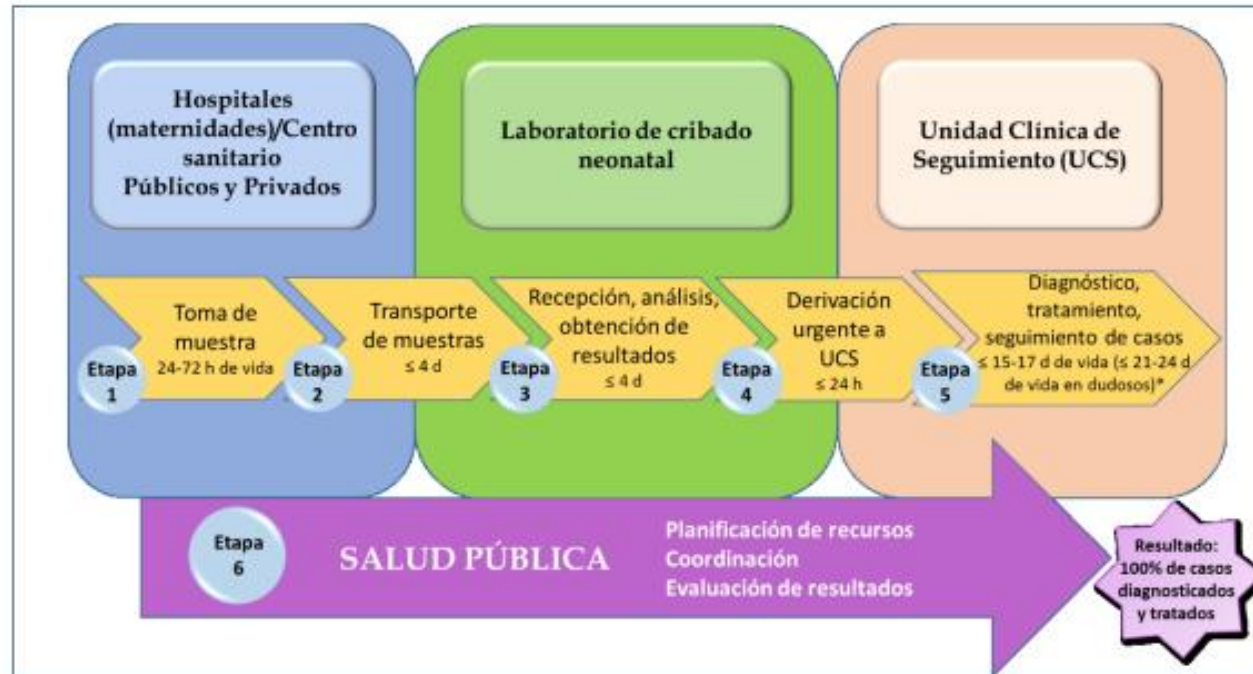 Hospitales
(maternidades)/Centro
sanitario
Públicos y Privados
Laboratorio de cribado
neonatal
Unidad Clínica de
Seguimiento (UCS)
Etapa
1
Toma de
muestra
24-72 h de vida
Etapa
2
Transporte
de muestras
≤ 4 d
Etapa
3
Recepción, análisis,
obtención de
resultados
≤ 4 d
Etapa
4
Derivación
urgente a
UCS
≤ 24 h
Etapa
5
Diagnóstico,
tratamiento,
seguimiento de casos
≤ 15-17 d de vida (≤ 21-24 d
de vida en dudosos)*
Etapa
6
SALUD PÚBLICA
Planificación de recursos
Coordinación
Evaluación de resultados
Resultado:
100% de casos
diagnosticados
y tratados